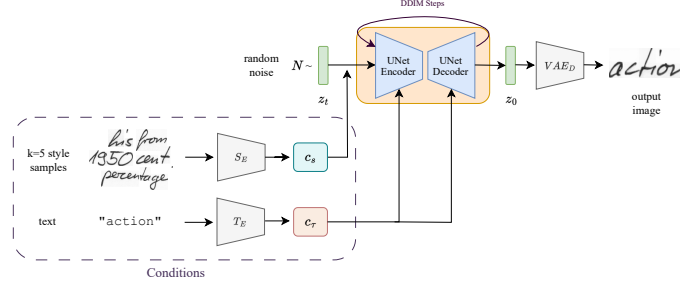 DDIM Steps
random
noise
N ~
z_t
UNet
Encoder
UNet
Decoder
z_0
VAE_D
action
output
image
k=5 style
samples
his from
1950 cent.
percentage
S_E
c_s
text
"action"
T_E
c_τ
Conditions